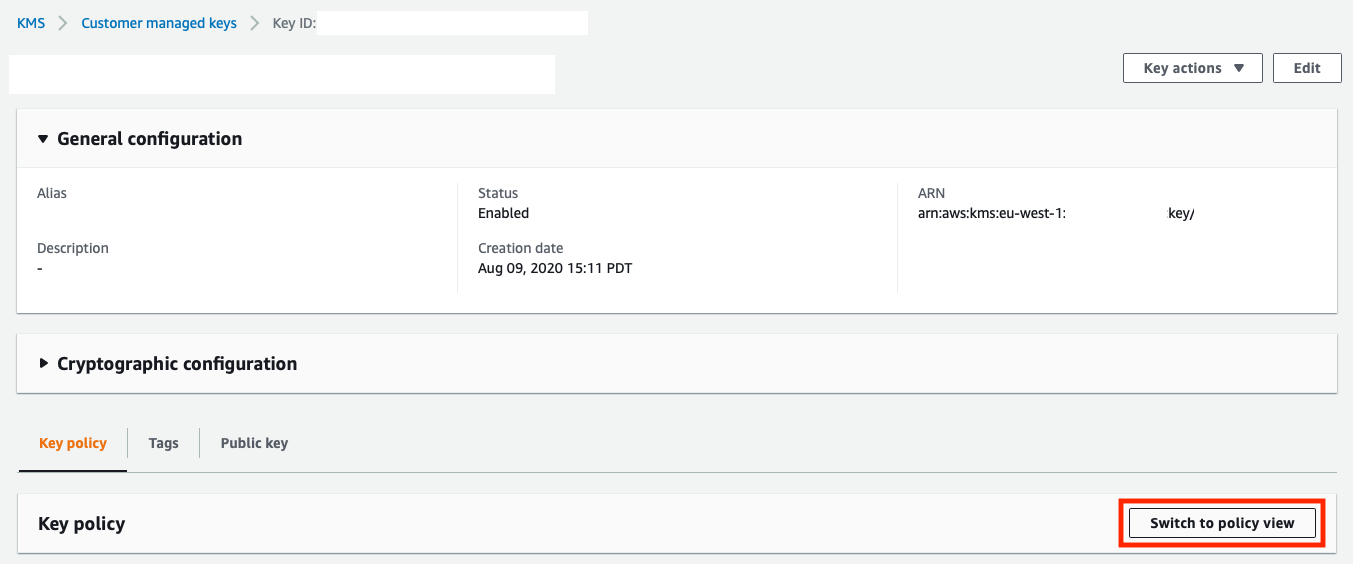 KMS > Customer managed keys > Key ID:
Key actions ▼ Edit
▼ General configuration
Alias
Description
-
Status
Enabled
Creation date
Aug 09, 2020 15:11 PDT
ARN
arn:aws:kms:eu-west-1: :key/
▶ Cryptographic configuration
Key policy Tags Public key
Key policy
Switch to policy view